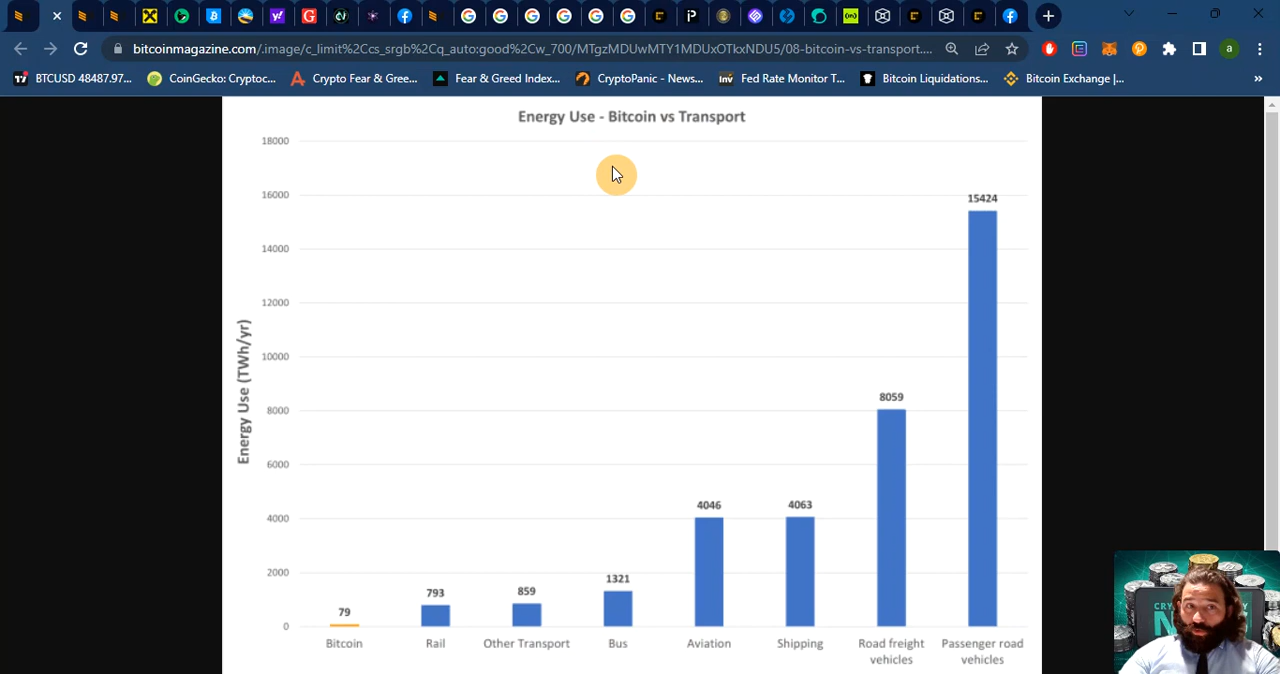 bitcoinmagazine.com/.image/c_limit%2Ccs_srgb%2Cq_auto:good%2Cw_700/MTgzMDUwMTY1MDUxOTkxNDU5/08-bitcoin-vs-transport....
BTCUSD 48487.97... CoinGecko: Cryptoc... Crypto Fear & Gree... Fear & Greed Index... CryptoPanic - News... Fed Rate Monitor T... Bitcoin Liquidations... Bitcoin Exchange |...
Energy Use - Bitcoin vs Transport
18000
16000
14000
12000
10000
8000
6000
4000
2000
0
Energy Use (TWh/yr)
79
793
859
1321
4046
4063
8059
15424
Bitcoin
Rail
Other Transport
Bus
Aviation
Shipping
Road freight
vehicles
Passenger road
vehicles